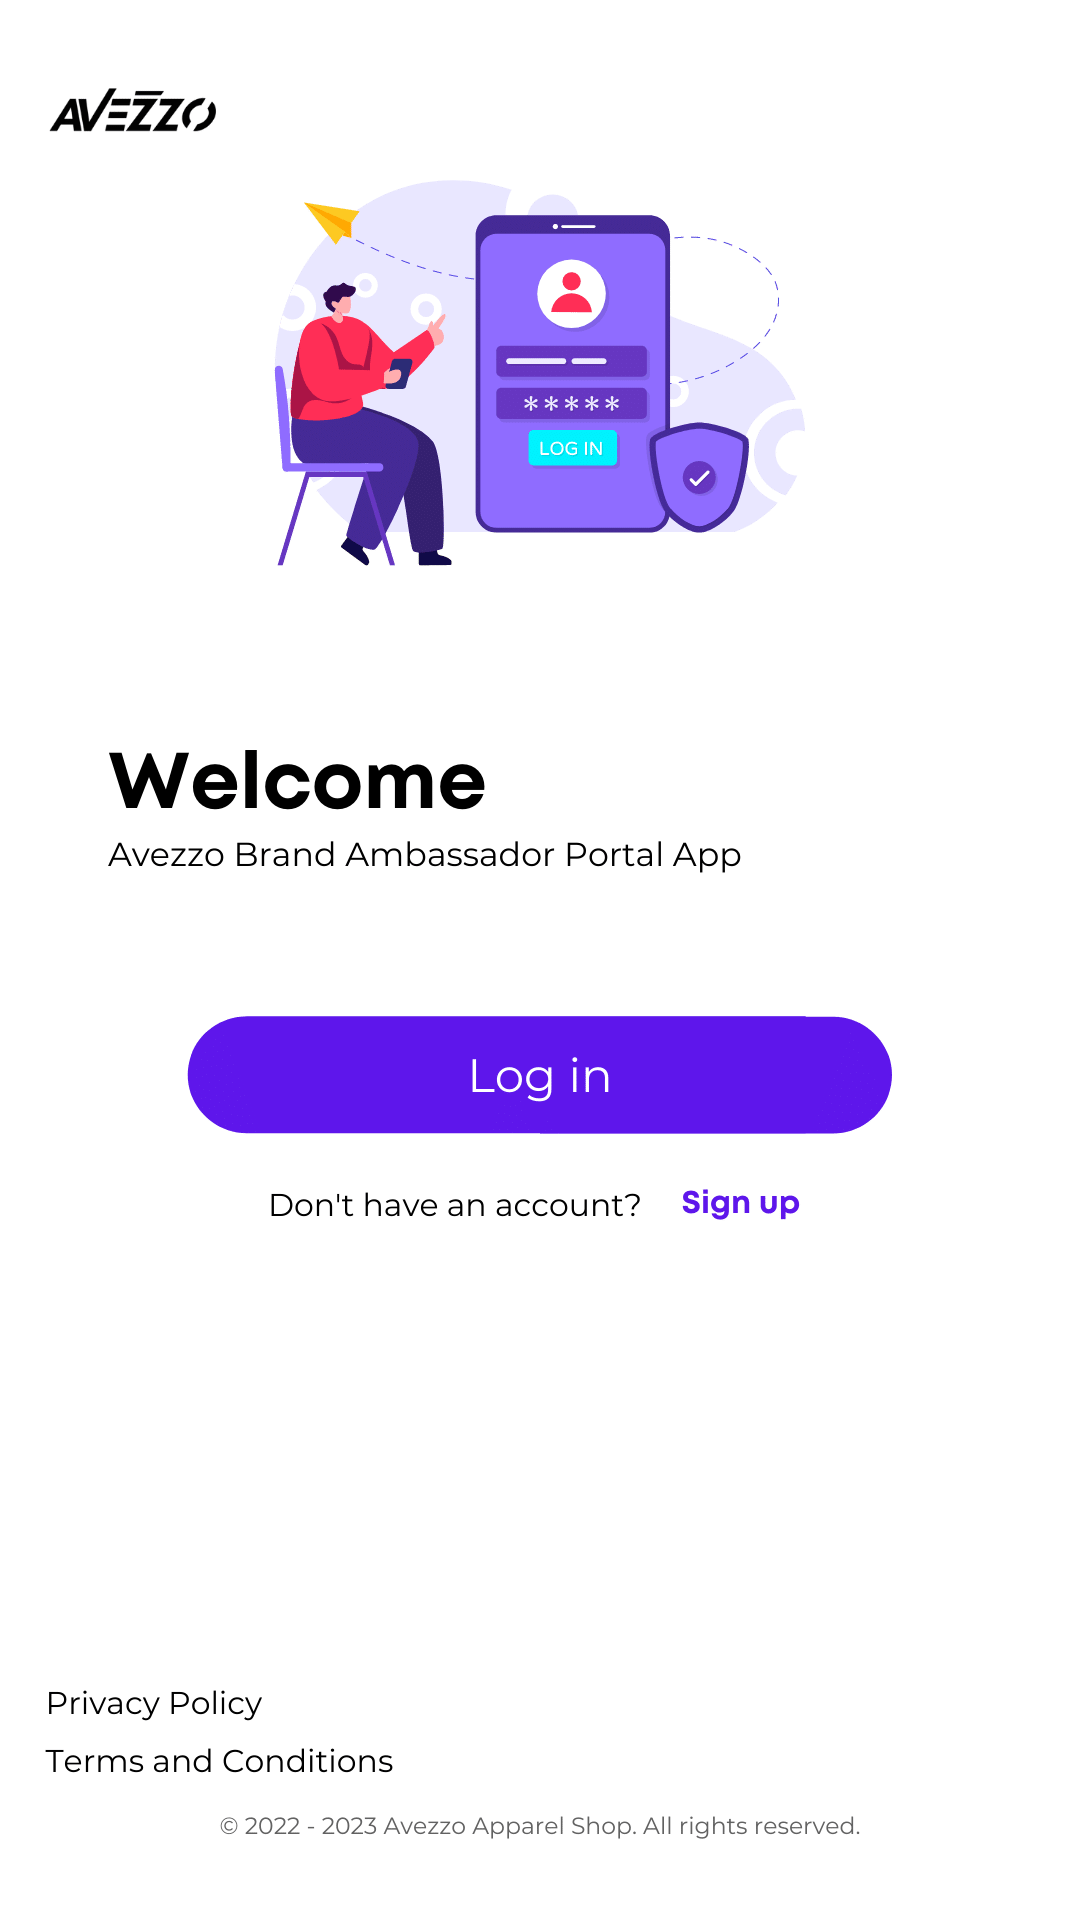 AVEZZO
*****
LOG IN
Welcome
Avezzo Brand Ambassador Portal App
Log in
Don't have an account? Sign up
Privacy Policy
Terms and Conditions
© 2022 - 2023 Avezzo Apparel Shop. All rights reserved.